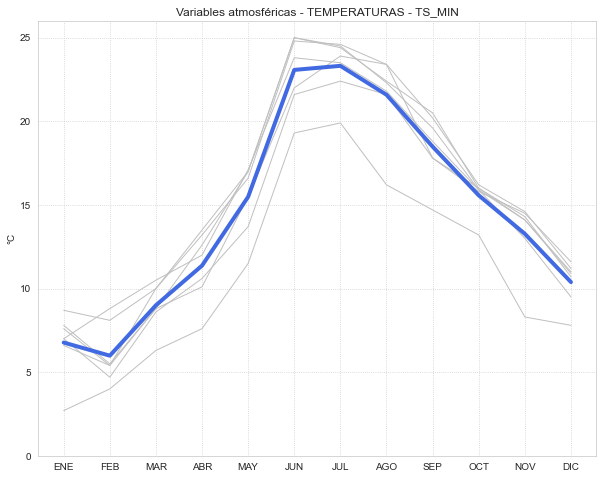 Variables atmosféricas - TEMPERATURAS - TS_MIN
25
20
15
10
5
0
°C
ENE FEB MAR ABR MAY JUN JUL AGO SEP OCT NOV DIC